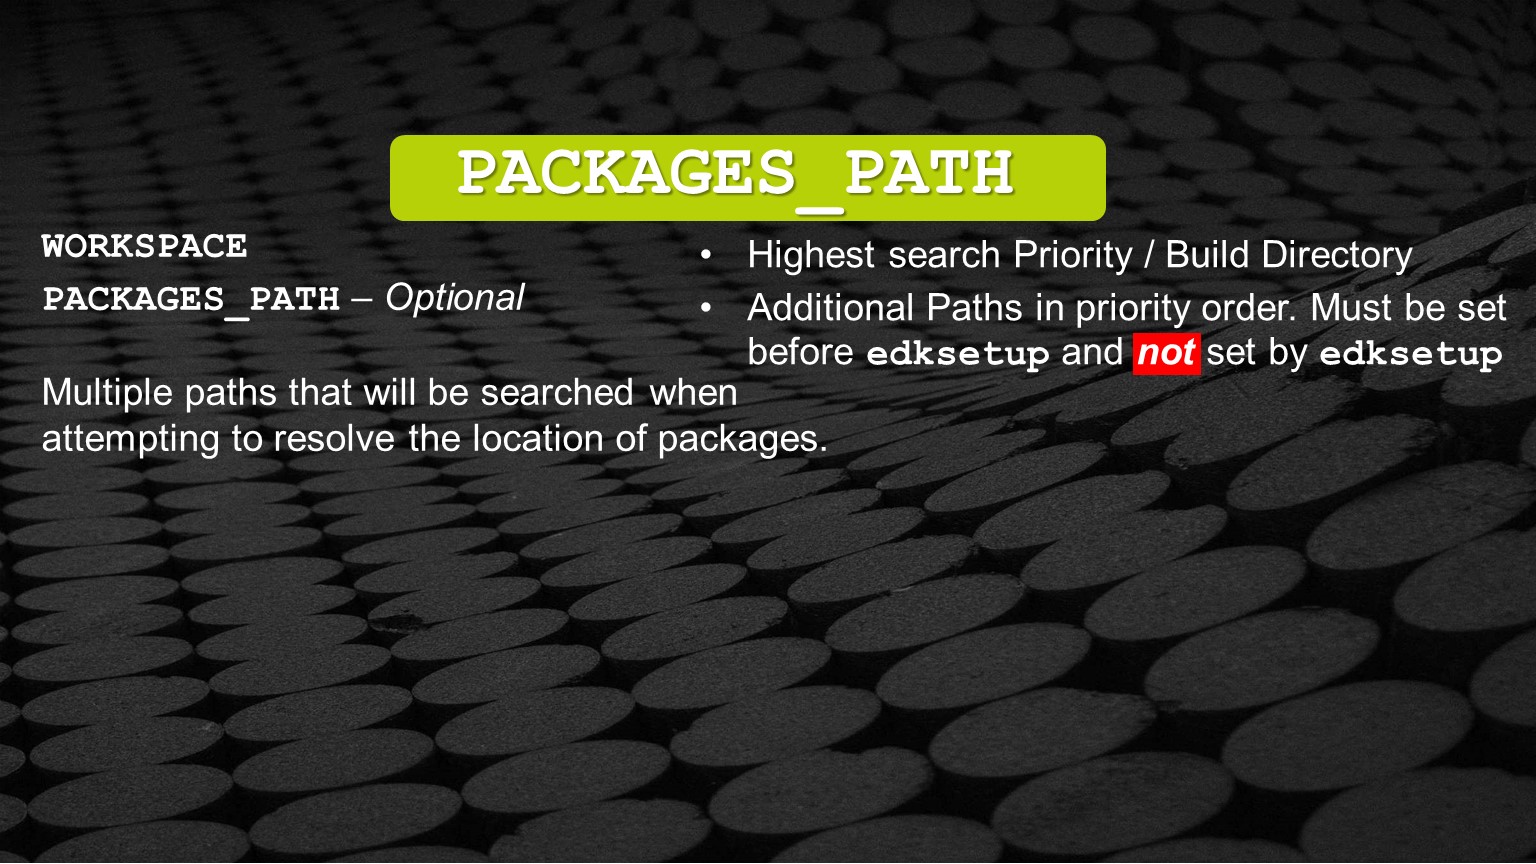 PACKAGES_PATH
WORKSPACE
• Highest search Priority / Build Directory
PACKAGES_PATH – Optional
• Additional Paths in priority order. Must be set
before edksetup and not set by edksetup
Multiple paths that will be searched when
attempting to resolve the location of packages.